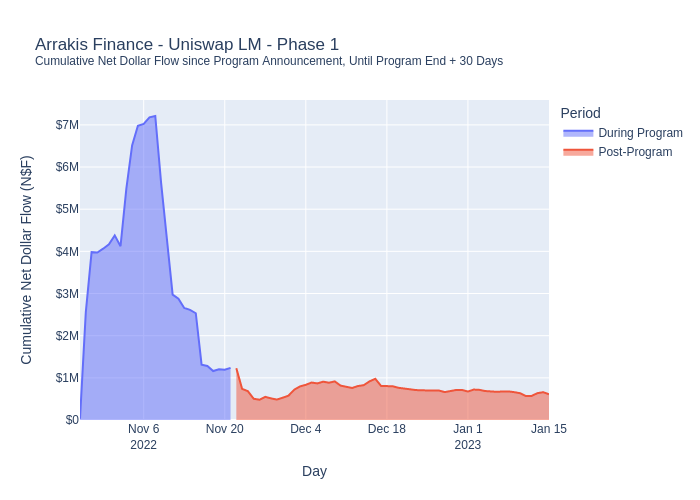 Arrakis Finance - Uniswap LM - Phase 1
Cumulative Net Dollar Flow since Program Announcement, Until Program End + 30 Days
Period
During Program
Post-Program
Cumulative Net Dollar Flow (N$F)
$7M
$6M
$5M
$4M
$3M
$2M
$1M
$0
Nov 6
2022
Nov 20
Dec 4
Dec 18
Jan 1
2023
Jan 15
Day